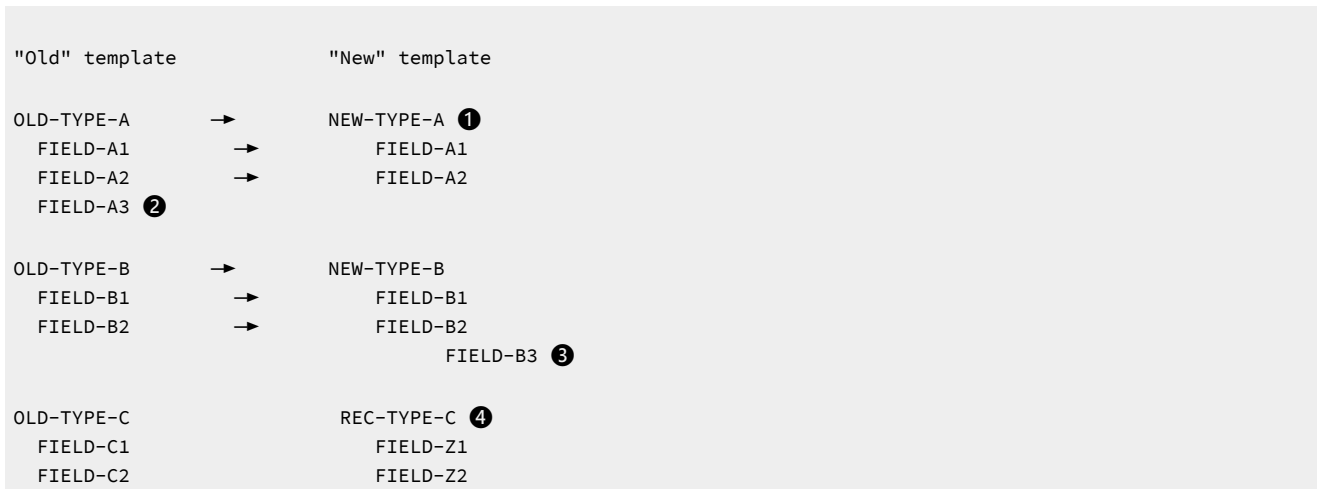 "Old" template "New" template
OLD-TYPE-A → NEW-TYPE-A ❶
FIELD-A1 → FIELD-A1
FIELD-A2 → FIELD-A2
FIELD-A3 ❷
OLD-TYPE-B → NEW-TYPE-B
FIELD-B1 → FIELD-B1
FIELD-B2 → FIELD-B2
FIELD-B3 ❸
OLD-TYPE-C REC-TYPE-C ❹
FIELD-C1 FIELD-Z1
FIELD-C2 FIELD-Z2